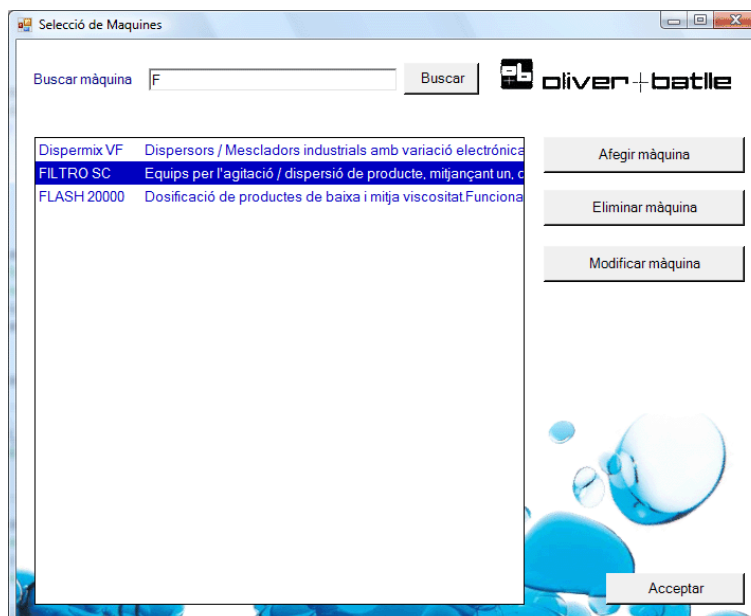 Selecció de Maquines
Buscar màquina F Buscar
oliver+batlle
Dispermix VF Dispersors / Mescladors industrials amb variació electrónica
FILTRO SC Equips per l'agitació / dispersió de producte, mitjançant un, c
FLASH 20000 Dosificació de productes de baixa i mitja viscositat.Funciona
Afegir màquina
Eliminar màquina
Modificar màquina
Acceptar